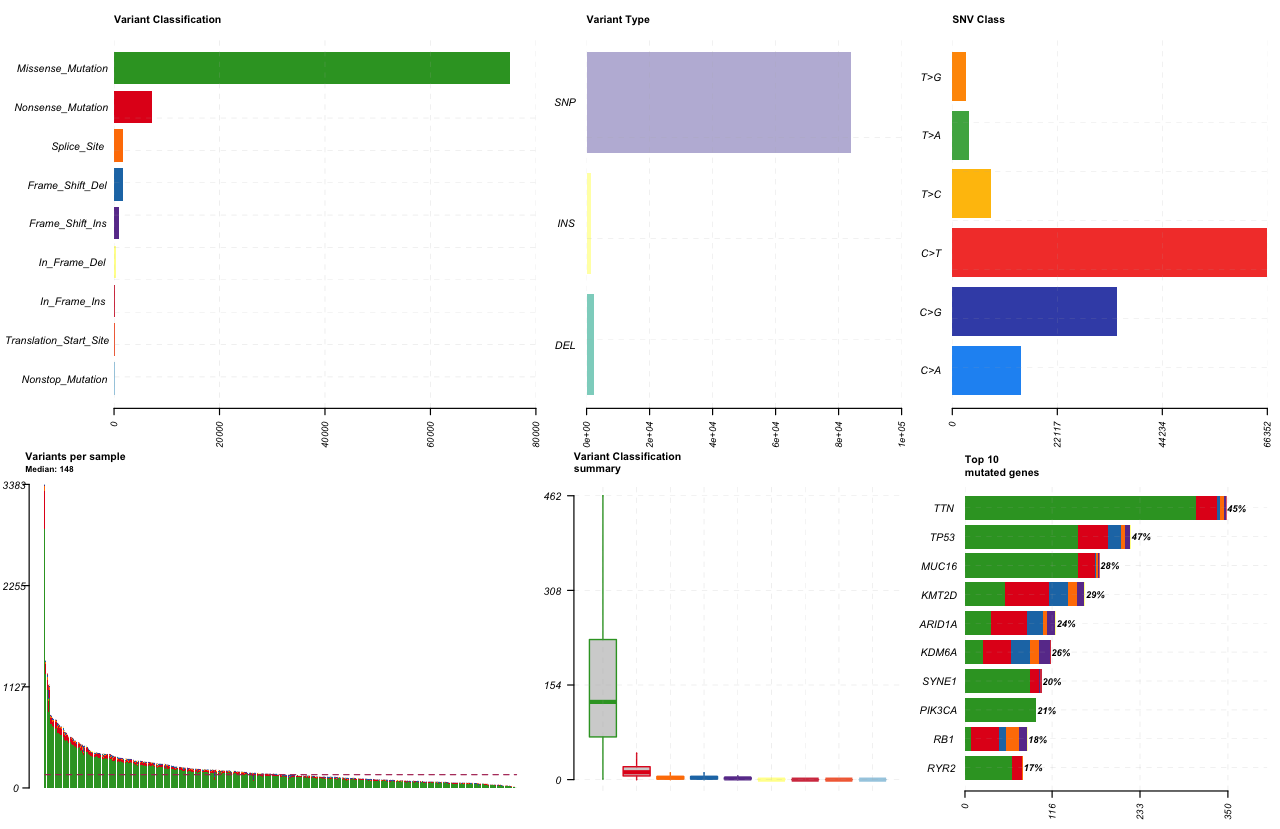 Variant Classification
Missense_Mutation
Nonsense_Mutation
Splice_Site
Frame_Shift_Del
Frame_Shift_Ins
In_Frame_Del
In_Frame_Ins
Translation_Start_Site
Nonstop_Mutation
0
20000
40000
60000
80000
Variant Type
SNP
INS
DEL
0e+00
2e+04
4e+04
6e+04
8e+04
1e+05
SNV Class
T>G
T>A
T>C
C>T
C>G
C>A
0
22117
44234
66352
Variants per sample
Median: 148
3383
2255
1127
0
Variant Classification
summary
462
308
154
0
Top 10
mutated genes
TTN 45%
TP53 47%
MUC16 28%
KMT2D 29%
ARID1A 24%
KDM6A 26%
SYNE1 20%
PIK3CA 21%
RB1 18%
RYR2 17%
0
116
233
350